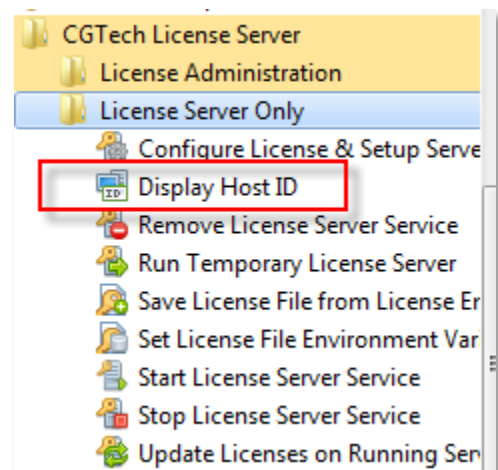 CGTech License Server
License Administration
License Server Only
Configure License & Setup Serve
Display Host ID
Remove License Server Service
Run Temporary License Server
Save License File from License Er
Set License File Environment Var
Start License Server Service
Stop License Server Service
Update Licenses on Running Serv